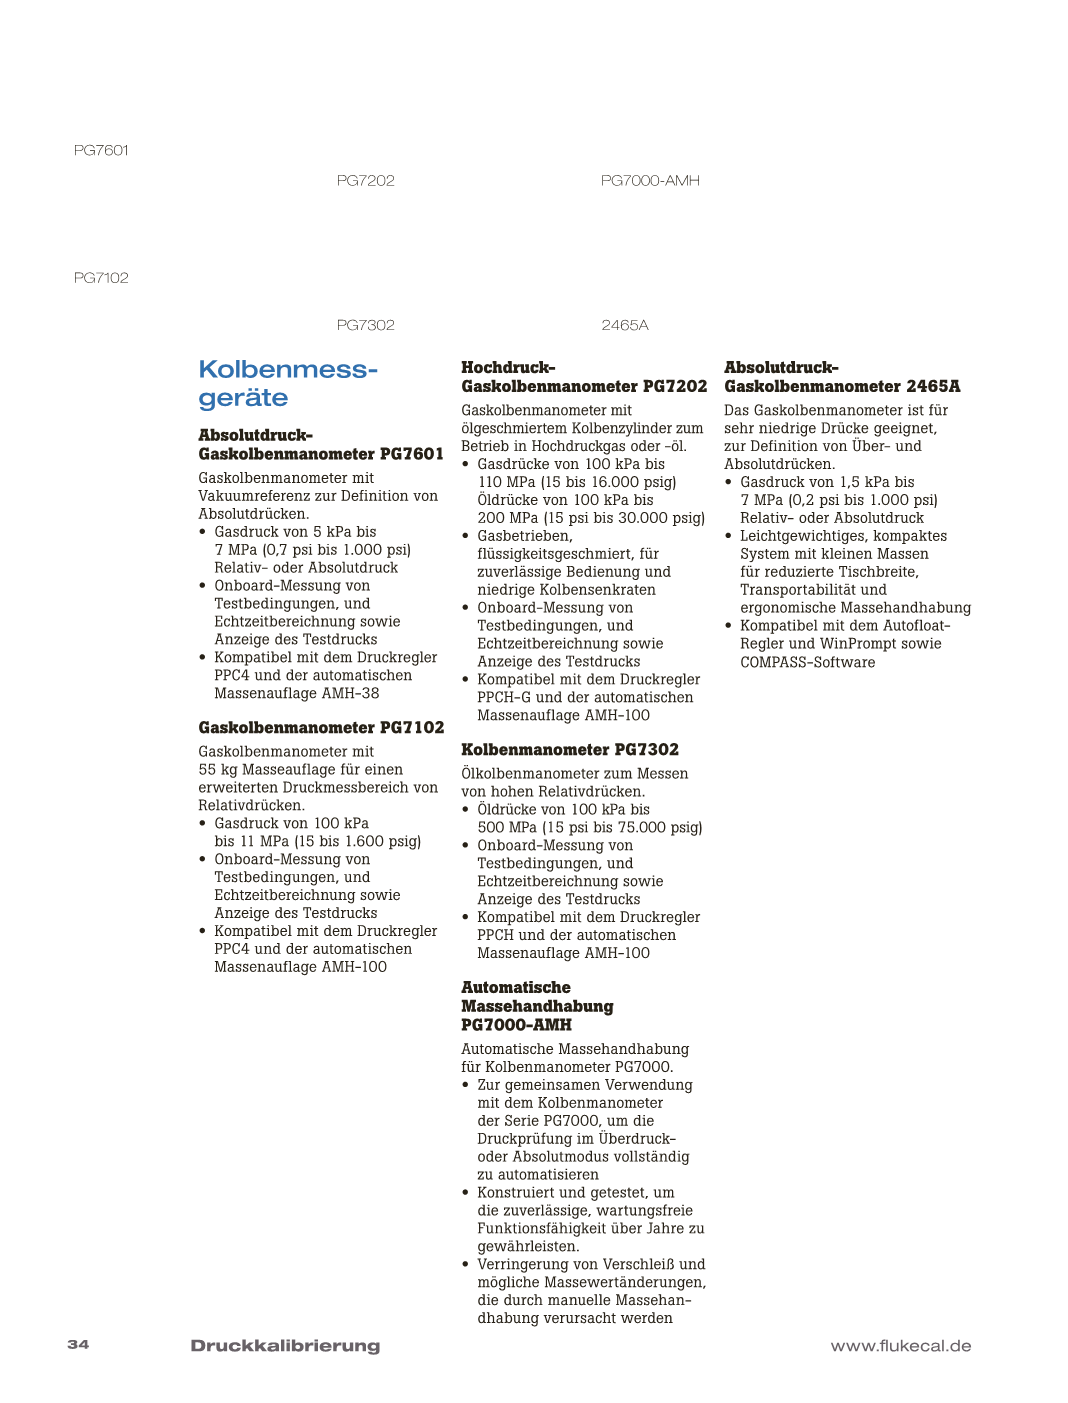 PG7601
PG7202
PG7000-AMH
PG7102
PG7302
2465A
Kolbenmess-
geräte
Absolutdruck-
Gaskolbenmanometer PG7601
Gaskolbenmanometer mit
Vakuumreferenz zur Definition von
Absolutdrücken.
• Gasdruck von 5 kPa bis
7 MPa (0,7 psi bis 1.000 psi)
Relativ- oder Absolutdruck
• Onboard-Messung von
Testbedingungen, und
Echtzeitbereichnung sowie
Anzeige des Testdrucks
• Kompatibel mit dem Druckregler
PPC4 und der automatischen
Massenauflage AMH-38
Gaskolbenmanometer PG7102
Gaskolbenmanometer mit
55 kg Masseauflage für einen
erweiterten Druckmessbereich von
Relativdrücken.
• Gasdruck von 100 kPa
bis 11 MPa (15 bis 1.600 psig)
• Onboard-Messung von
Testbedingungen, und
Echtzeitbereichnung sowie
Anzeige des Testdrucks
• Kompatibel mit dem Druckregler
PPC4 und der automatischen
Massenauflage AMH-100
Hochdruck-
Gaskolbenmanometer PG7202
Gaskolbenmanometer mit
ölgeschmiertem Kolbenzylinder zum
Betrieb in Hochdruckgas oder -öl.
• Gasdrücke von 100 kPa bis
110 MPa (15 bis 16.000 psig)
Öldrücke von 100 kPa bis
200 MPa (15 psi bis 30.000 psig)
• Gasbetrieben,
flüssigkeitsgeschmiert, für
zuverlässige Bedienung und
niedrige Kolbensenkraten
• Onboard-Messung von
Testbedingungen, und
Echtzeitbereichnung sowie
Anzeige des Testdrucks
• Kompatibel mit dem Druckregler
PPCH-G und der automatischen
Massenauflage AMH-100
Kolbenmanometer PG7302
Ölkolbenmanometer zum Messen
von hohen Relativdrücken.
• Öldrücke von 100 kPa bis
500 MPa (15 psi bis 75.000 psig)
• Onboard-Messung von
Testbedingungen, und
Echtzeitbereichnung sowie
Anzeige des Testdrucks
• Kompatibel mit dem Druckregler
PPCH und der automatischen
Massenauflage AMH-100
Automatische
Massehandhabung
PG7000-AMH
Automatische Massehandhabung
für Kolbenmanometer PG7000.
• Zur gemeinsamen Verwendung
mit dem Kolbenmanometer
der Serie PG7000, um die
Druckprüfung im Überdruck-
oder Absolutmodus vollständig
zu automatisieren
• Konstruiert und getestet, um
die zuverlässige, wartungsfreie
Funktionsfähigkeit über Jahre zu
gewährleisten.
• Verringerung von Verschleiß und
mögliche Massewertänderungen,
die durch manuelle Massehan-
dhabung verursacht werden
Absolutdruck-
Gaskolbenmanometer 2465A
Das Gaskolbenmanometer ist für
sehr niedrige Drücke geeignet,
zur Definition von Über- und
Absolutdrücken.
• Gasdruck von 1,5 kPa bis
7 MPa (0,2 psi bis 1.000 psi)
Relativ- oder Absolutdruck
• Leichtgewichtiges, kompaktes
System mit kleinen Massen
für reduzierte Tischbreite,
Transportabilität und
ergonomische Massehandhabung
• Kompatibel mit dem Autofloat-
Regler und WinPrompt sowie
COMPASS-Software
34
Druckkalibrierung
www.flukecal.de